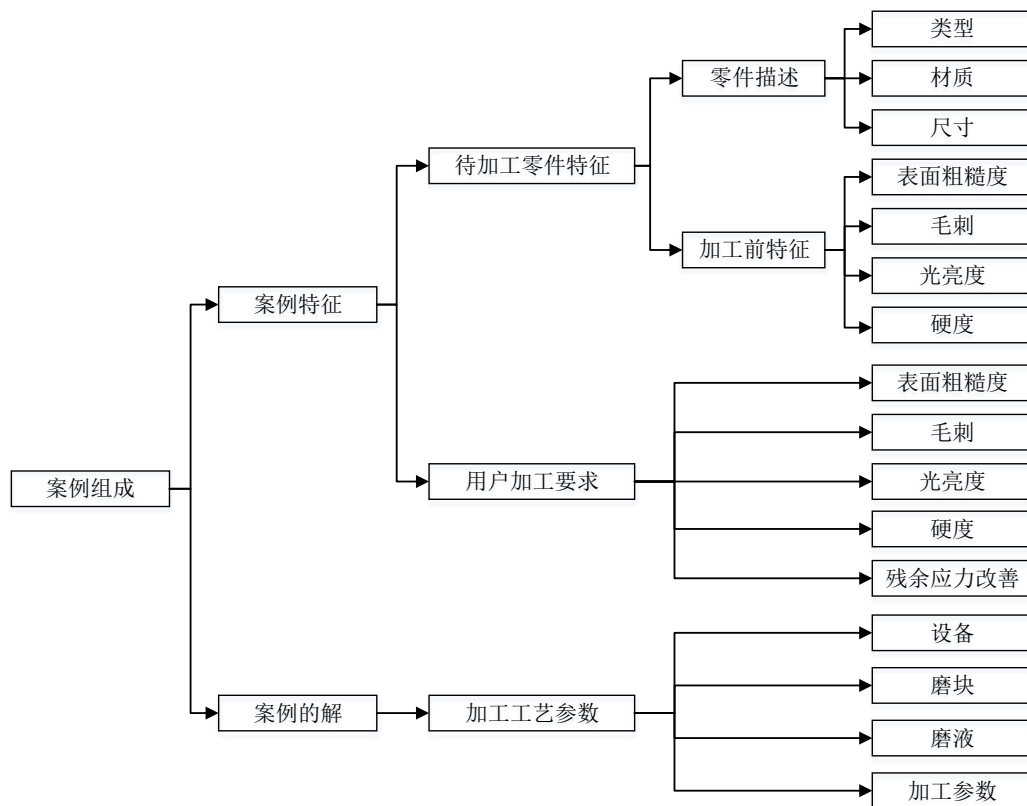 类型
零件描述
材质
尺寸
待加工零件特征
表面粗糙度
毛刺
加工前特征
光亮度
案例特征
硬度
表面粗糙度
毛刺
案例组成
用户加工要求
光亮度
硬度
残余应力改善
设备
磨块
案例的解
加工工艺参数
磨液
加工参数